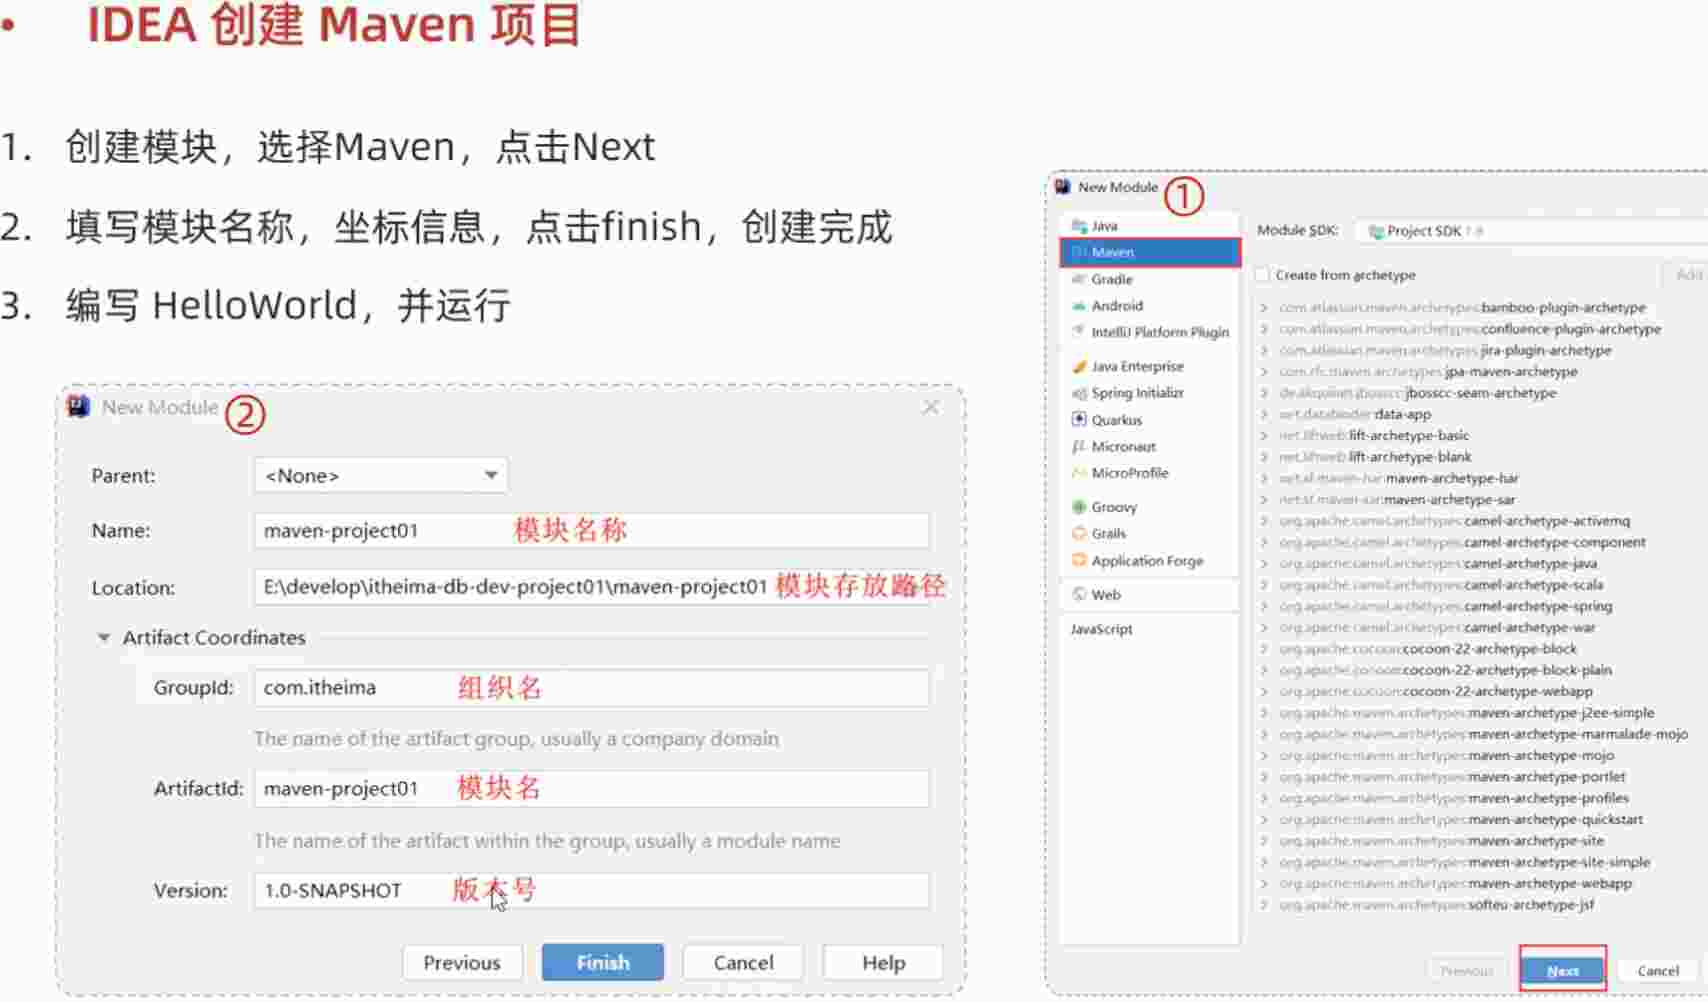 • IDEA 创建 Maven 项目
1. 创建模块，选择Maven，点击Next
2. 填写模块名称，坐标信息，点击finish，创建完成
3. 编写 HelloWorld，并运行
New Module ②
Parent: <None>
Name: maven-project01 模块名称
Location: E:\develop\itheima-db-dev-project01\maven-project01 模块存放路径
Artifact Coordinates
GroupId: com.itheima 组织名
The name of the artifact group, usually a company domain
ArtifactId: maven-project01 模块名
The name of the artifact within the group, usually a module name
Version: 1.0-SNAPSHOT 版本号
Previous Finish Cancel Help
New Module ①
Java
Maven
Gradle
Android
IntelliJ Platform Plugin
Java Enterprise
Spring Initializr
Quarkus
Micronaut
MicroProfile
Groovy
Grails
Application Forge
Web
JavaScript
Module SDK: Project SDK
Create from archetype Add
com.atlassian.maven.archetypes:bamboo-plugin-archetype
com.atlassian.maven.archetypes:confluence-plugin-archetype
com.atlassian.maven.archetypes:jira-plugin-archetype
com.rfc.maven.archetypes:jpa-maven-archetype
de.akquinet.jbosscc:jbosscc-seam-archetype
net.databinder:data-app
net.liftweb:lift-archetype-basic
net.liftweb:lift-archetype-blank
net.sf.maven-har:maven-archetype-har
net.sf.maven-sar:maven-archetype-sar
org.apache.camel.archetypes:camel-archetype-activemq
org.apache.camel.archetypes:camel-archetype-component
org.apache.camel.archetypes:camel-archetype-java
org.apache.camel.archetypes:camel-archetype-scala
org.apache.camel.archetypes:camel-archetype-spring
org.apache.camel.archetypes:camel-archetype-war
org.apache.cocoon:cocoon-22-archetype-block
org.apache.cocoon:cocoon-22-archetype-block-plain
org.apache.cocoon:cocoon-22-archetype-webapp
org.apache.maven.archetypes:maven-archetype-j2ee-simple
org.apache.maven.archetypes:maven-archetype-marmalade-mojo
org.apache.maven.archetypes:maven-archetype-mojo
org.apache.maven.archetypes:maven-archetype-portlet
org.apache.maven.archetypes:maven-archetype-profiles
org.apache.maven.archetypes:maven-archetype-quickstart
org.apache.maven.archetypes:maven-archetype-site
org.apache.maven.archetypes:maven-archetype-site-simple
org.apache.maven.archetypes:maven-archetype-webapp
org.apache.maven.archetypes:softeu-archetype-jsf
Previous Next Cancel